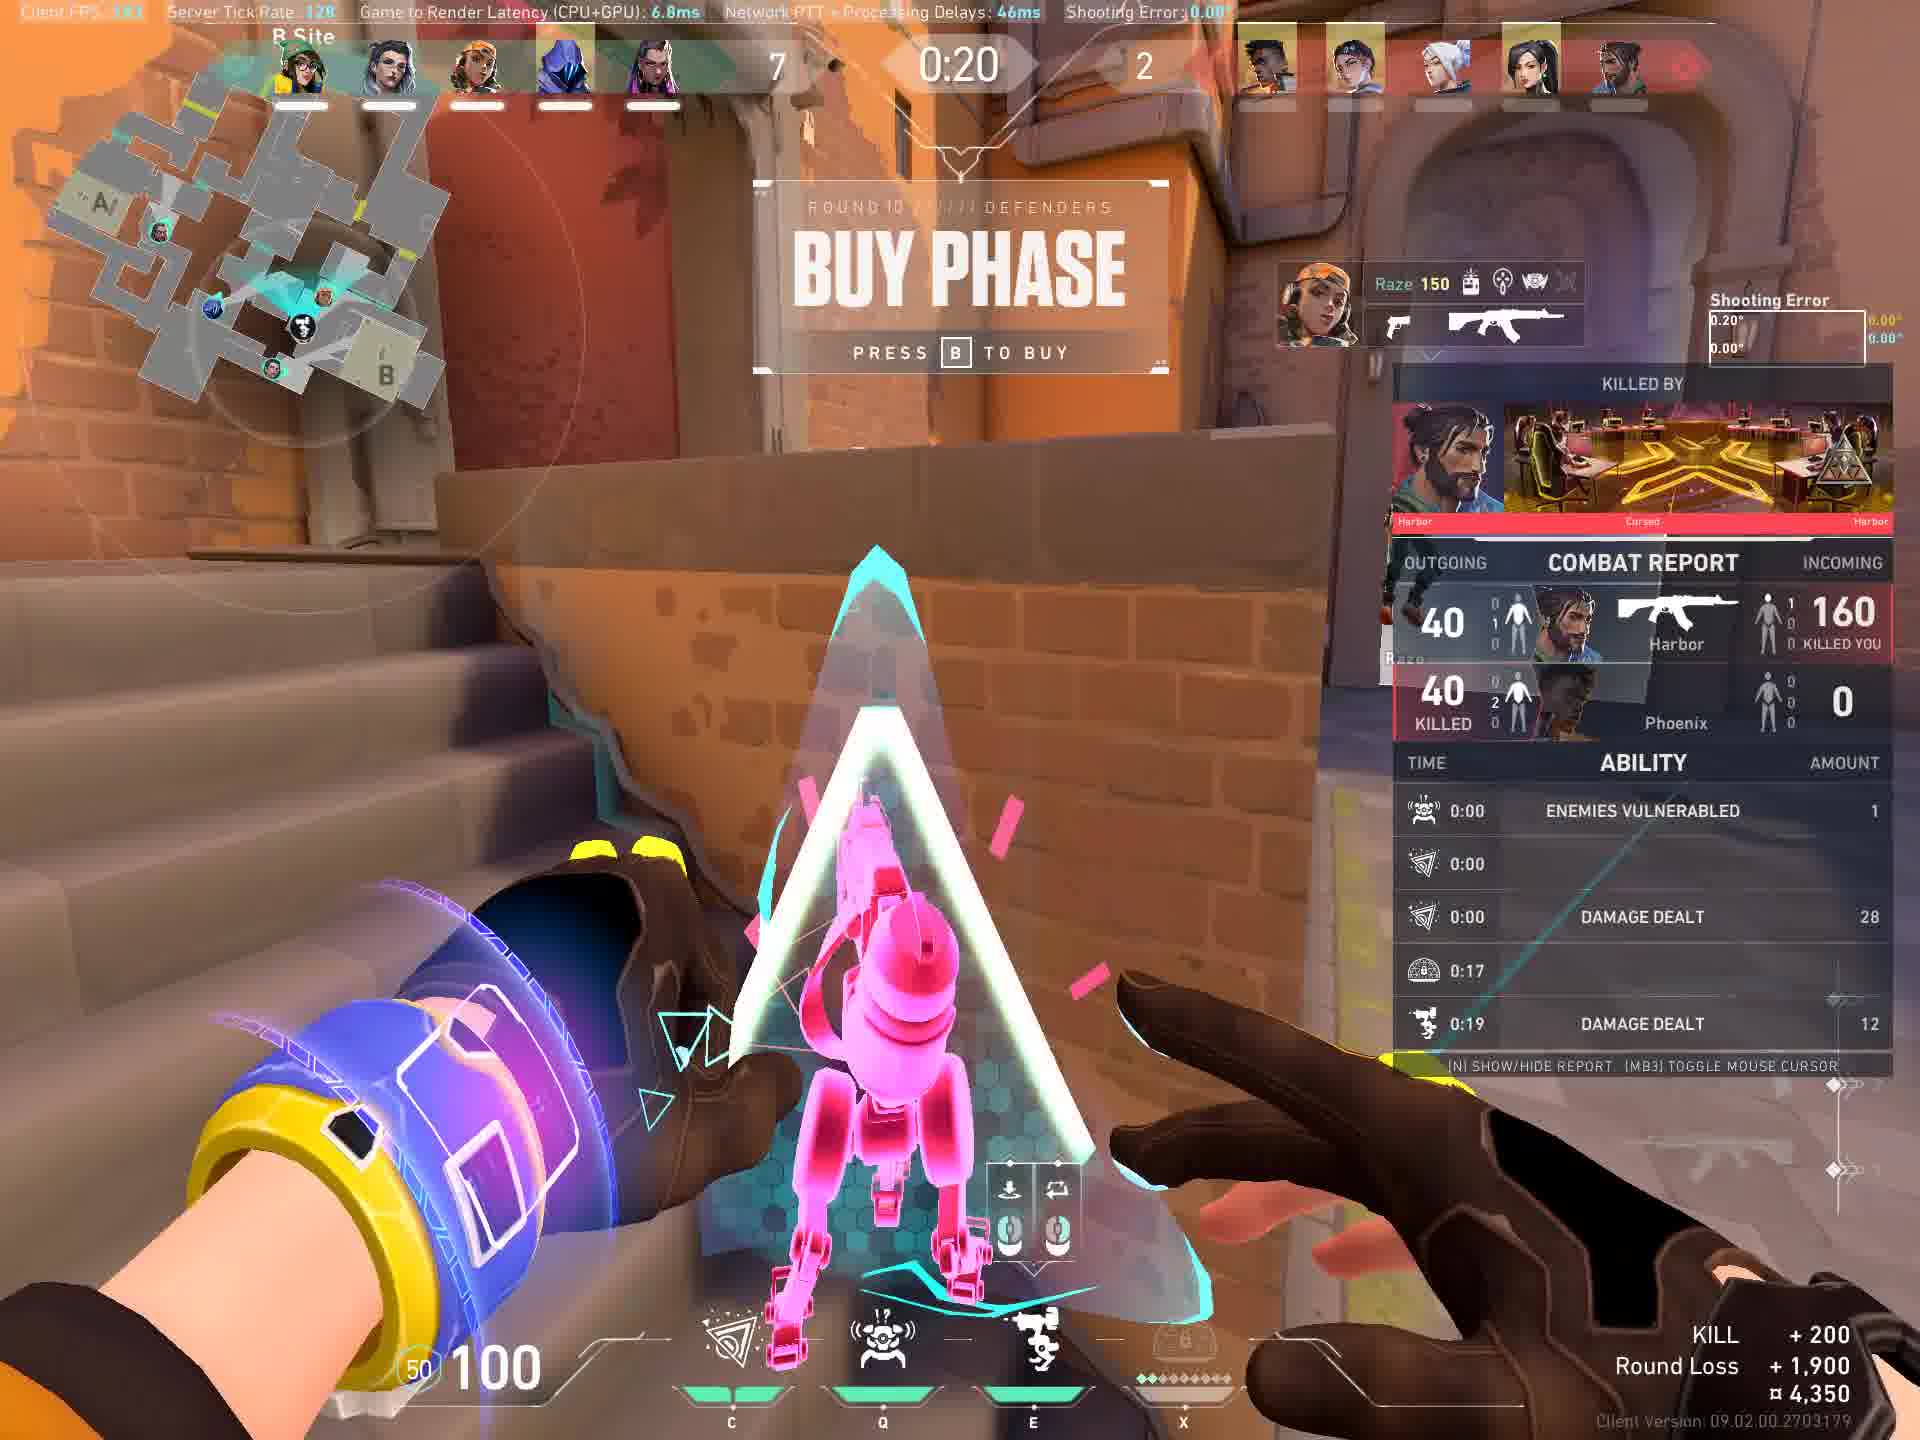 Client FPS: 143 Server Tick Rate: 128 Game to Render Latency (CPU+GPU): 6.8ms Network RTT + Processing Delays: 46ms Shooting Error: 0.00°
B Site
7 0:20 2
A
B
ROUND 10 ////// DEFENDERS
BUY PHASE
PRESS B TO BUY
Raze 150
Shooting Error
0.20°
0.00°
0.00°
0.00°
KILLED BY
Harbor Cursed Harbor
OUTGOING COMBAT REPORT INCOMING
40 0 1 0 Harbor 1 0 0 160 KILLED YOU
Raze
40 KILLED 0 2 0 Phoenix 0 0 0 0
TIME ABILITY AMOUNT
0:00 ENEMIES VULNERABLED 1
0:00
0:00 DAMAGE DEALT 28
0:17
0:19 DAMAGE DEALT 12
[N] SHOW/HIDE REPORT [MB3] TOGGLE MOUSE CURSOR
50 100
C Q E X
KILL + 200
Round Loss + 1,900
¤ 4,350
Client Version: 09.02.00.2703179